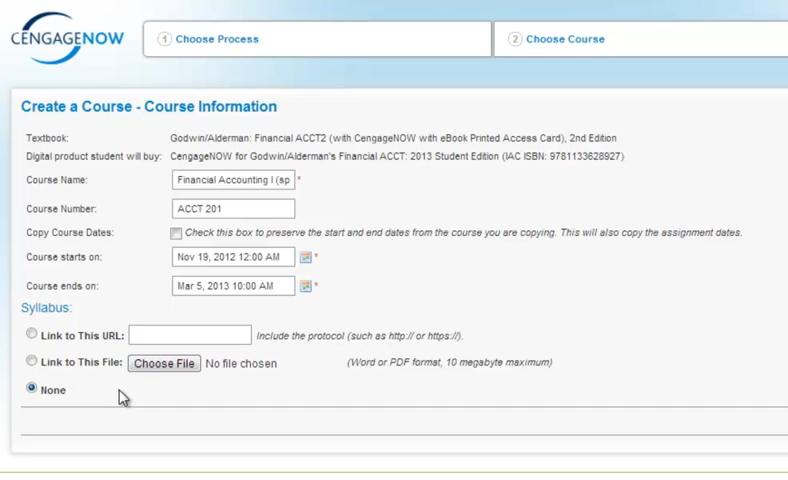 CENGAGENOW
1 Choose Process
2 Choose Course
Create a Course - Course Information
Textbook: Godwin/Alderman: Financial ACCT2 (with CengageNOW with eBook Printed Access Card), 2nd Edition
Digital product student will buy: CengageNOW for Godwin/Alderman's Financial ACCT: 2013 Student Edition (IAC ISBN: 9781133628927)
Course Name: Financial Accounting I (sp *
Course Number: ACCT 201
Copy Course Dates: Check this box to preserve the start and end dates from the course you are copying. This will also copy the assignment dates.
Course starts on: Nov 19, 2012 12:00 AM *
Course ends on: Mar 5, 2013 10:00 AM *
Syllabus:
Link to This URL: Include the protocol (such as http:// or https://).
Link to This File: Choose File No file chosen (Word or PDF format, 10 megabyte maximum)
None